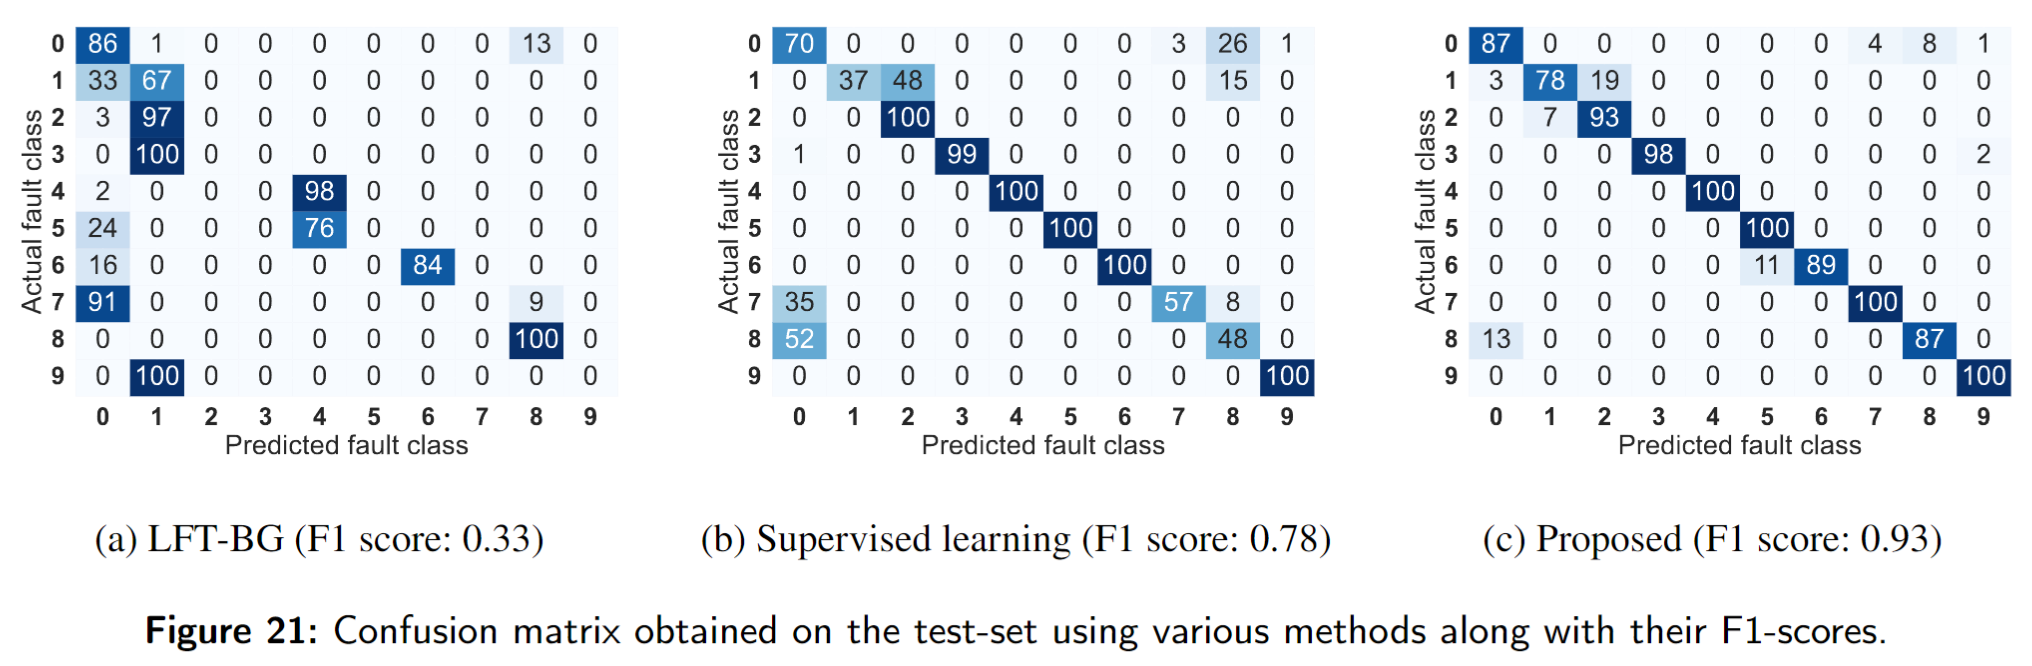 0 86 1 0 0 0 0 0 0 13 0
1 33 67 0 0 0 0 0 0 0 0
2 3 97 0 0 0 0 0 0 0 0
3 0 100 0 0 0 0 0 0 0 0
4 2 0 0 0 98 0 0 0 0 0
5 24 0 0 0 76 0 0 0 0 0
6 16 0 0 0 0 0 84 0 0 0
7 91 0 0 0 0 0 0 0 9 0
8 0 0 0 0 0 0 0 0 100 0
9 0 100 0 0 0 0 0 0 0 0
0 1 2 3 4 5 6 7 8 9
Actual fault class
Predicted fault class
(a) LFT-BG (F1 score: 0.33)
0 70 0 0 0 0 0 0 3 26 1
1 0 37 48 0 0 0 0 0 15 0
2 0 0 100 0 0 0 0 0 0 0
3 1 0 0 99 0 0 0 0 0 0
4 0 0 0 0 100 0 0 0 0 0
5 0 0 0 0 0 100 0 0 0 0
6 0 0 0 0 0 0 100 0 0 0
7 35 0 0 0 0 0 0 57 8 0
8 52 0 0 0 0 0 0 0 48 0
9 0 0 0 0 0 0 0 0 0 100
0 1 2 3 4 5 6 7 8 9
Actual fault class
Predicted fault class
(b) Supervised learning (F1 score: 0.78)
0 87 0 0 0 0 0 0 4 8 1
1 3 78 19 0 0 0 0 0 0 0
2 0 7 93 0 0 0 0 0 0 0
3 0 0 0 98 0 0 0 0 0 2
4 0 0 0 0 100 0 0 0 0 0
5 0 0 0 0 0 100 0 0 0 0
6 0 0 0 0 0 11 89 0 0 0
7 0 0 0 0 0 0 0 100 0 0
8 13 0 0 0 0 0 0 0 87 0
9 0 0 0 0 0 0 0 0 0 100
0 1 2 3 4 5 6 7 8 9
Actual fault class
Predicted fault class
(c) Proposed (F1 score: 0.93)
Figure 21: Confusion matrix obtained on the test-set using various methods along with their F1-scores.